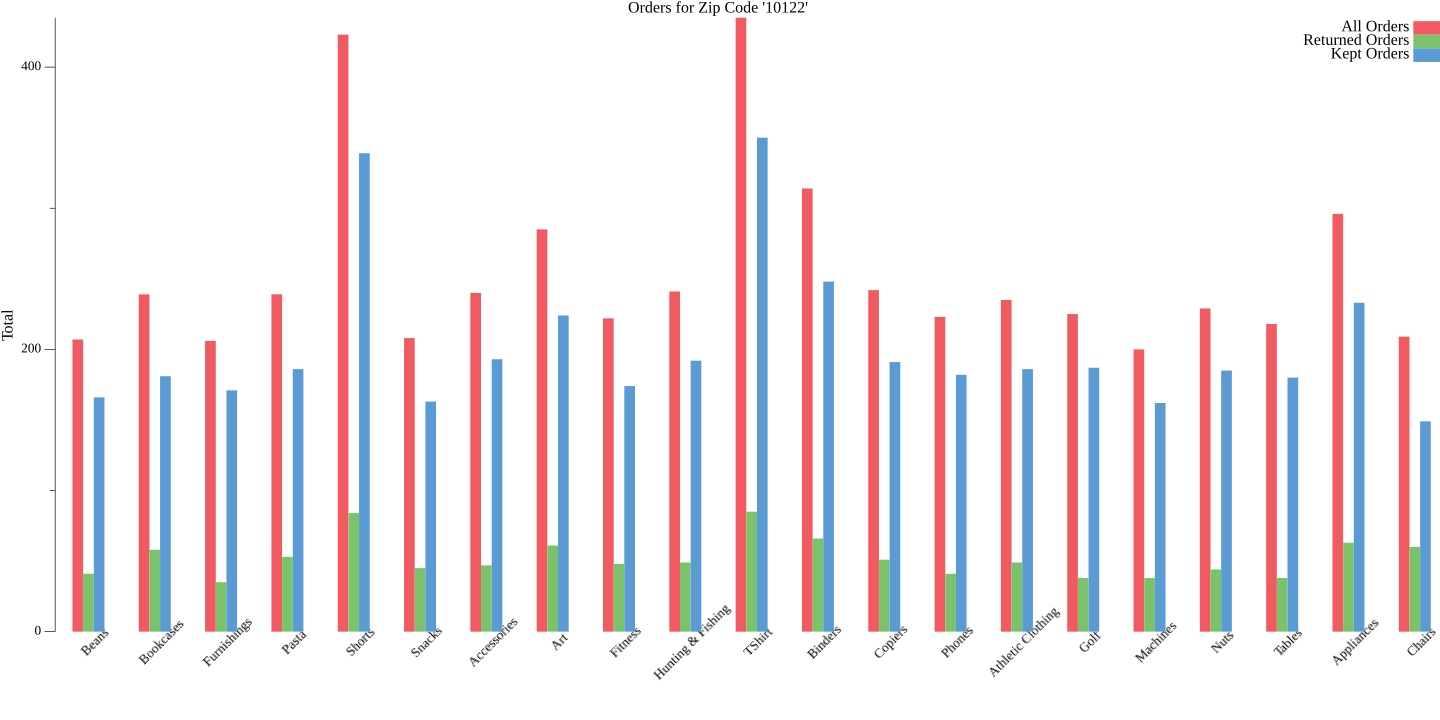 Orders for Zip Code '10122'
All Orders
Returned Orders
Kept Orders
Total
400
200
0
Beans
Bookcases
Furnishings
Pasta
Shorts
Snacks
Accessories
Art
Fitness
Hunting & Fishing
TShirt
Binders
Copiers
Phones
Athletic Clothing
Golf
Machines
Nuts
Tables
Appliances
Chairs